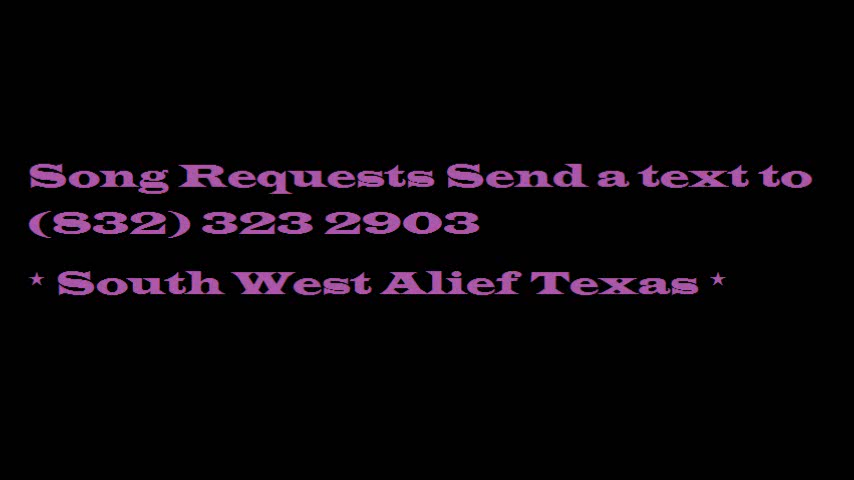 Song Requests Send a text to
(832) 323 2903
* South West Alief Texas *